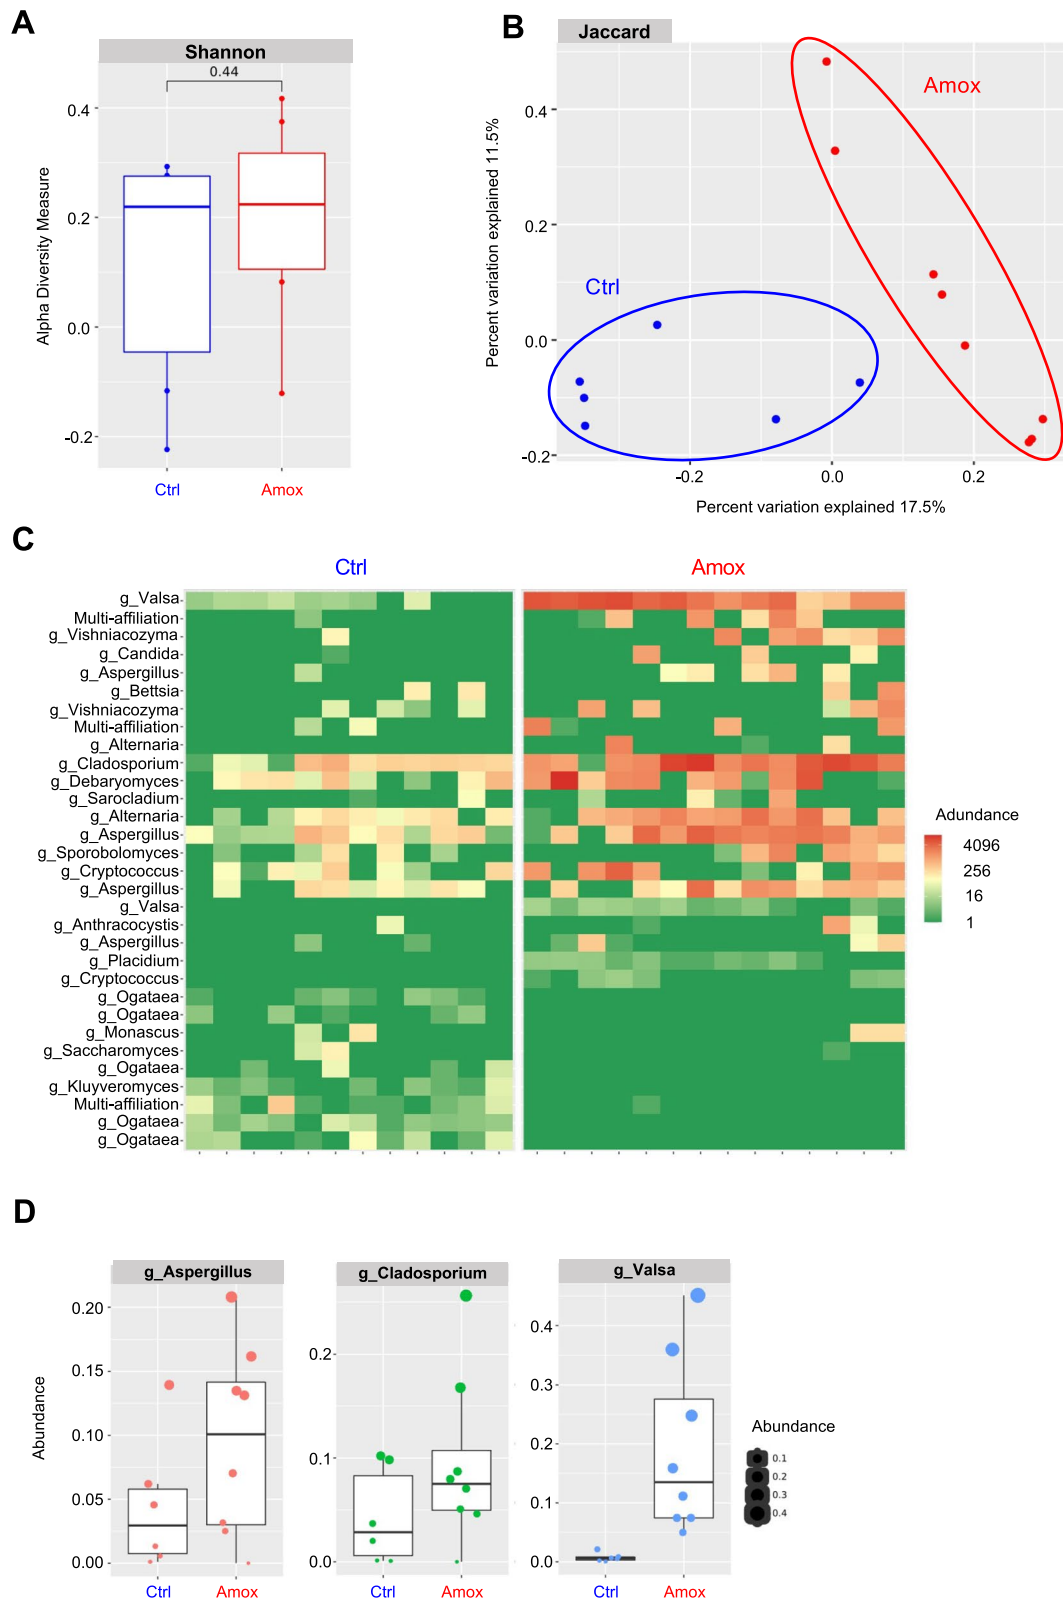 A
Shannon
0.44
0.4
0.2
0.0
-0.2
Alpha Diversity Measure
Ctrl
Amox
B
Jaccard
Amox
Ctrl
0.4
0.2
0.0
-0.2
Percent variation explained 11.5%
-0.2
0.0
0.2
Percent variation explained 17.5%
C
Ctrl
Amox
g_Valsa
Multi-affiliation
g_Vishniacozyma
g_Candida
g_Aspergillus
g_Bettsia
g_Vishniacozyma
Multi-affiliation
g_Alternaria
g_Cladosporium
g_Debaryomyces
g_Sarocladium
g_Alternaria
g_Aspergillus
g_Sporobolomyces
g_Cryptococcus
g_Aspergillus
g_Valsa
g_Anthracocystis
g_Aspergillus
g_Placidium
g_Cryptococcus
g_Ogataea
g_Ogataea
g_Monascus
g_Saccharomyces
g_Ogataea
g_Kluyveromyces
Multi-affiliation
g_Ogataea
g_Ogataea
Adundance
4096
256
16
1
D
g_Aspergillus
0.20
0.15
0.10
0.05
0.00
Abundance
Ctrl
Amox
g_Cladosporium
0.2
0.1
0.0
Ctrl
Amox
g_Valsa
0.4
0.3
0.2
0.1
0.0
Ctrl
Amox
Abundance
0.1
0.2
0.3
0.4